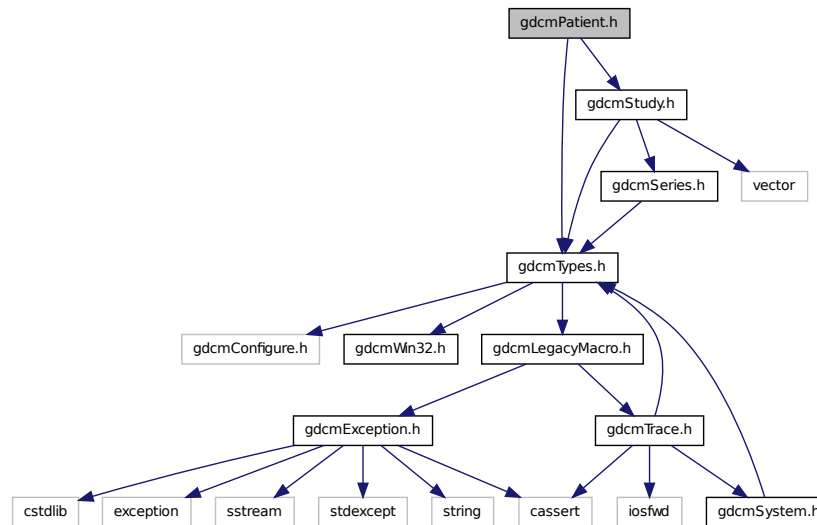 gdcmPatient.h
gdcmStudy.h
gdcmSeries.h
vector
gdcmTypes.h
gdcmConfigure.h
gdcmWin32.h
gdcmLegacyMacro.h
gdcmException.h
gdcmTrace.h
cstdlib
exception
sstream
stdexcept
string
cassert
iosfwd
gdcmSystem.h